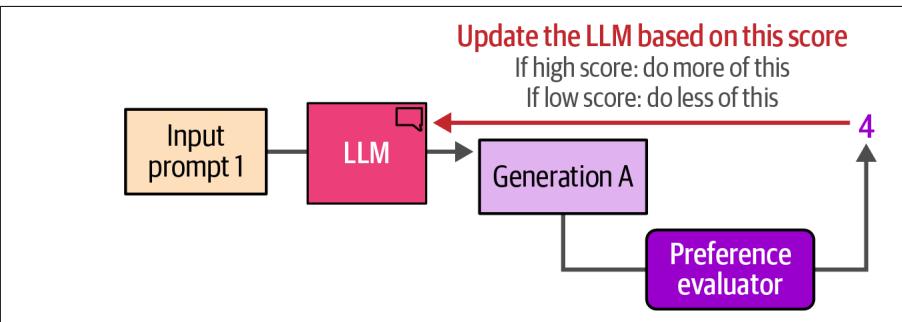 Update the LLM based on this score
If high score: do more of this
If low score: do less of this
4
Input
prompt 1
LLM
Generation A
Preference
evaluator